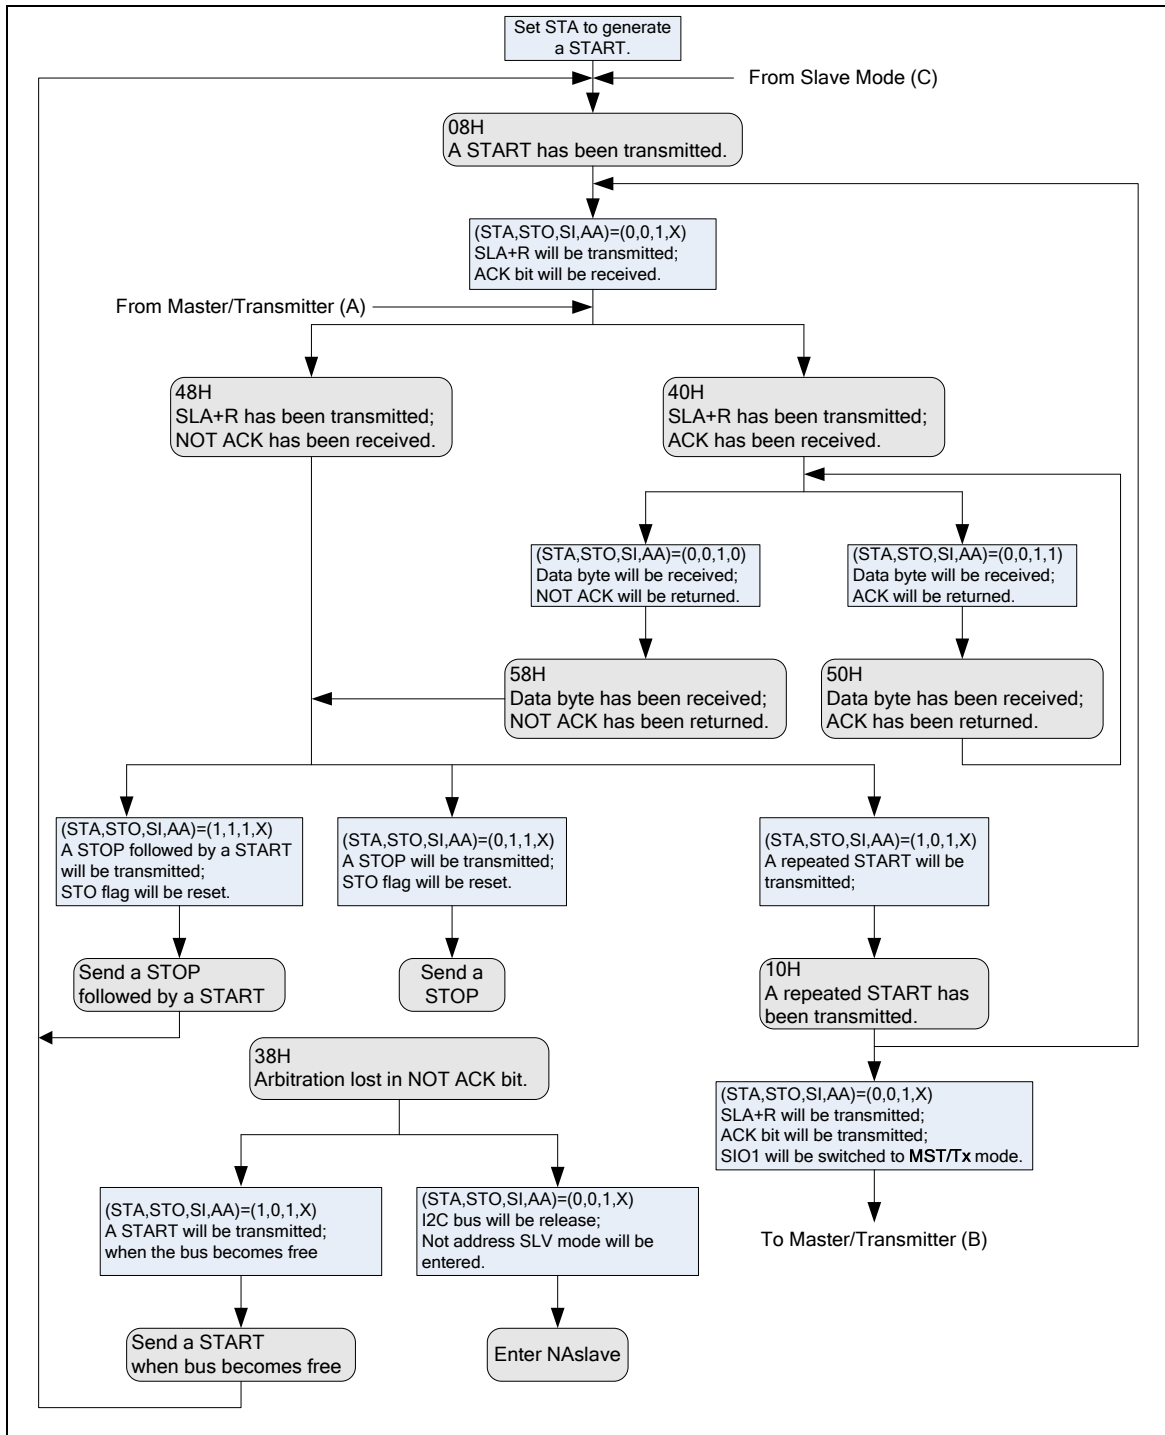 Set STA to generate
a START.
From Slave Mode (C)
08H
A START has been transmitted.
(STA,STO,SI,AA)=(0,0,1,X)
SLA+R will be transmitted;
ACK bit will be received.
From Master/Transmitter (A)
48H
SLA+R has been transmitted;
NOT ACK has been received.
40H
SLA+R has been transmitted;
ACK has been received.
(STA,STO,SI,AA)=(0,0,1,0)
Data byte will be received;
NOT ACK will be returned.
(STA,STO,SI,AA)=(0,0,1,1)
Data byte will be received;
ACK will be returned.
58H
Data byte has been received;
NOT ACK has been returned.
50H
Data byte has been received;
ACK has been returned.
(STA,STO,SI,AA)=(1,1,1,X)
A STOP followed by a START
will be transmitted;
STO flag will be reset.
(STA,STO,SI,AA)=(0,1,1,X)
A STOP will be transmitted;
STO flag will be reset.
(STA,STO,SI,AA)=(1,0,1,X)
A repeated START will be
transmitted;
Send a STOP
followed by a START
Send a
STOP
10H
A repeated START has
been transmitted.
38H
Arbitration lost in NOT ACK bit.
(STA,STO,SI,AA)=(0,0,1,X)
SLA+R will be transmitted;
ACK bit will be transmitted;
SIO1 will be switched to MST/Tx mode.
(STA,STO,SI,AA)=(1,0,1,X)
A START will be transmitted;
when the bus becomes free
(STA,STO,SI,AA)=(0,0,1,X)
I2C bus will be release;
Not address SLV mode will be
entered.
To Master/Transmitter (B)
Send a START
when bus becomes free
Enter NAslave